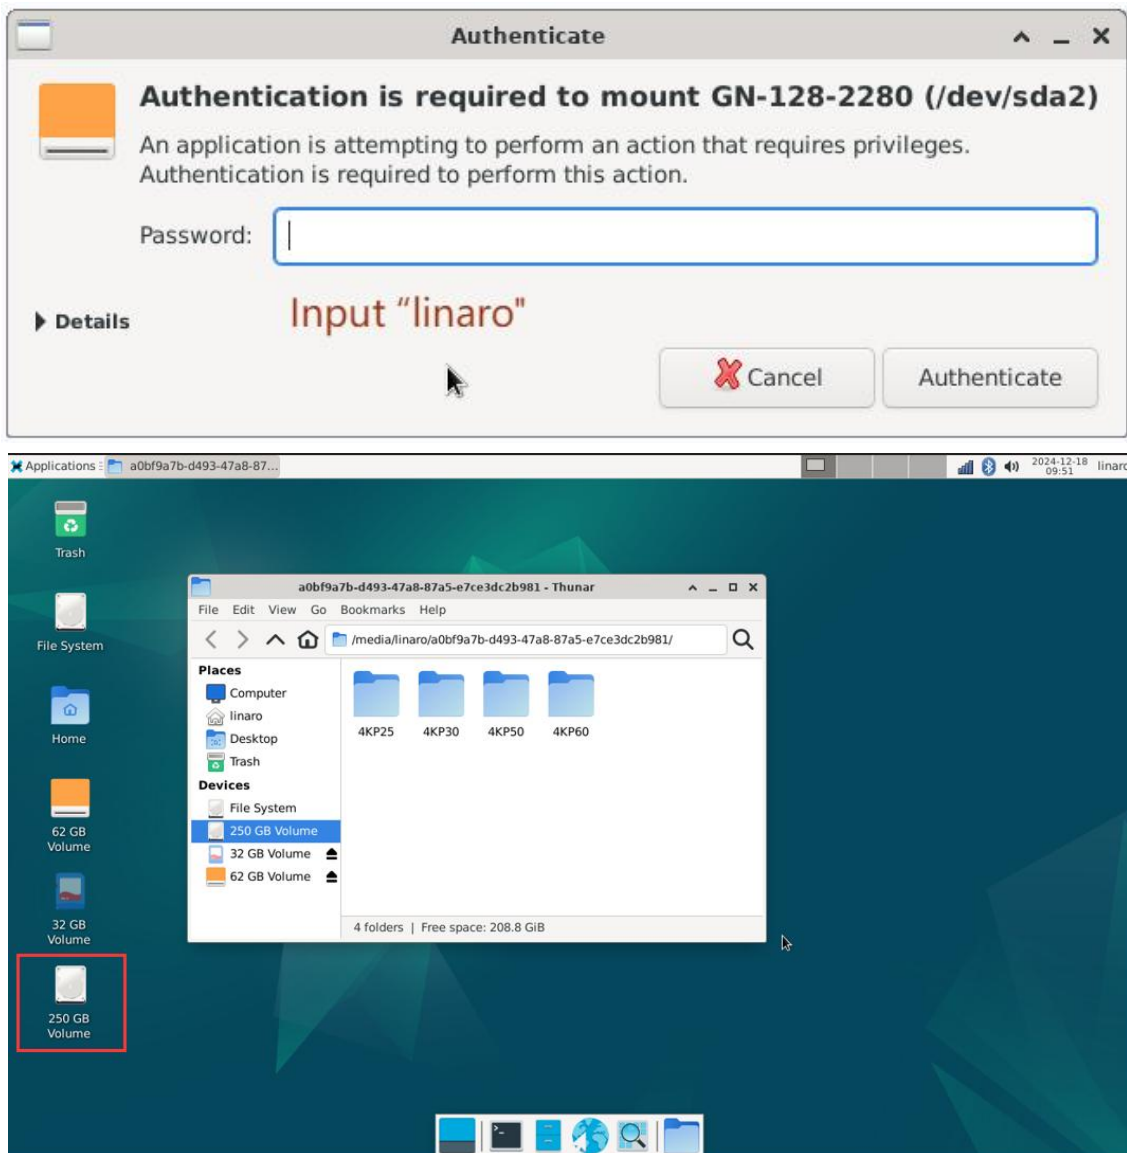 Authenticate
Authentication is required to mount GN-128-2280 (/dev/sda2)
An application is attempting to perform an action that requires privileges.
Authentication is required to perform this action.
Password:
Input “linaro"
Details
Cancel
Authenticate
Applications
a0bf9a7b-d493-47a8-87...
2024-12-18
09:51
linaro
Trash
File System
Home
62 GB
Volume
32 GB
Volume
250 GB
Volume
a0bf9a7b-d493-47a8-87a5-e7ce3dc2b981 - Thunar
File Edit View Go Bookmarks Help
/media/linaro/a0bf9a7b-d493-47a8-87a5-e7ce3dc2b981/
Places
Computer
linaro
Desktop
Trash
Devices
File System
250 GB Volume
32 GB Volume
62 GB Volume
4KP25 4KP30 4KP50 4KP60
4 folders | Free space: 208.8 GiB